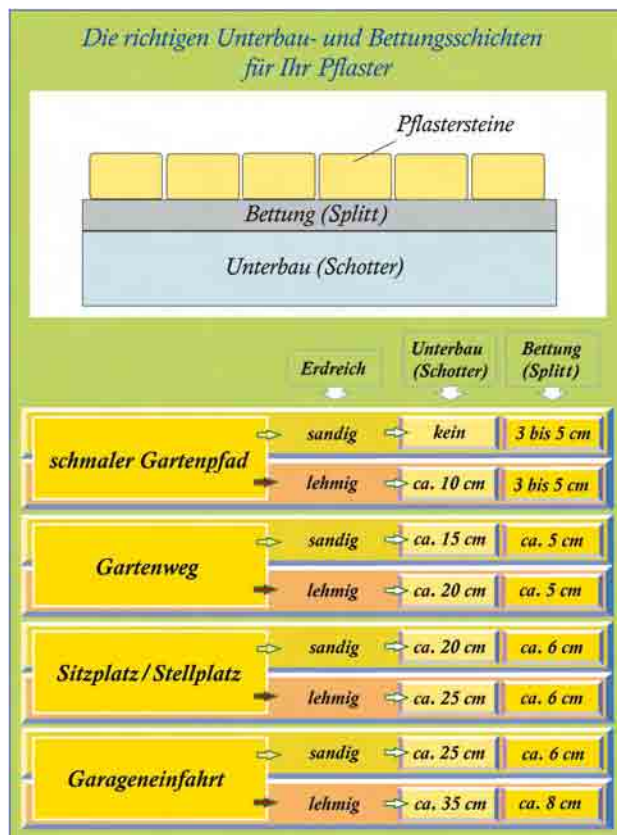 Die richtigen Unterbau- und Bettungsschichten
für Ihr Pflaster
Pflastersteine
Bettung (Splitt)
Unterbau (Schotter)
Erdreich
Unterbau
(Schotter)
Bettung
(Splitt)
schmaler Gartenpfad
sandig
kein
3 bis 5 cm
lehmig
ca. 10 cm
3 bis 5 cm
Gartenweg
sandig
ca. 15 cm
ca. 5 cm
lehmig
ca. 20 cm
ca. 5 cm
Sitzplatz/Stellplatz
sandig
ca. 20 cm
ca. 6 cm
lehmig
ca. 25 cm
ca. 6 cm
Garageneinfahrt
sandig
ca. 25 cm
ca. 6 cm
lehmig
ca. 35 cm
ca. 8 cm